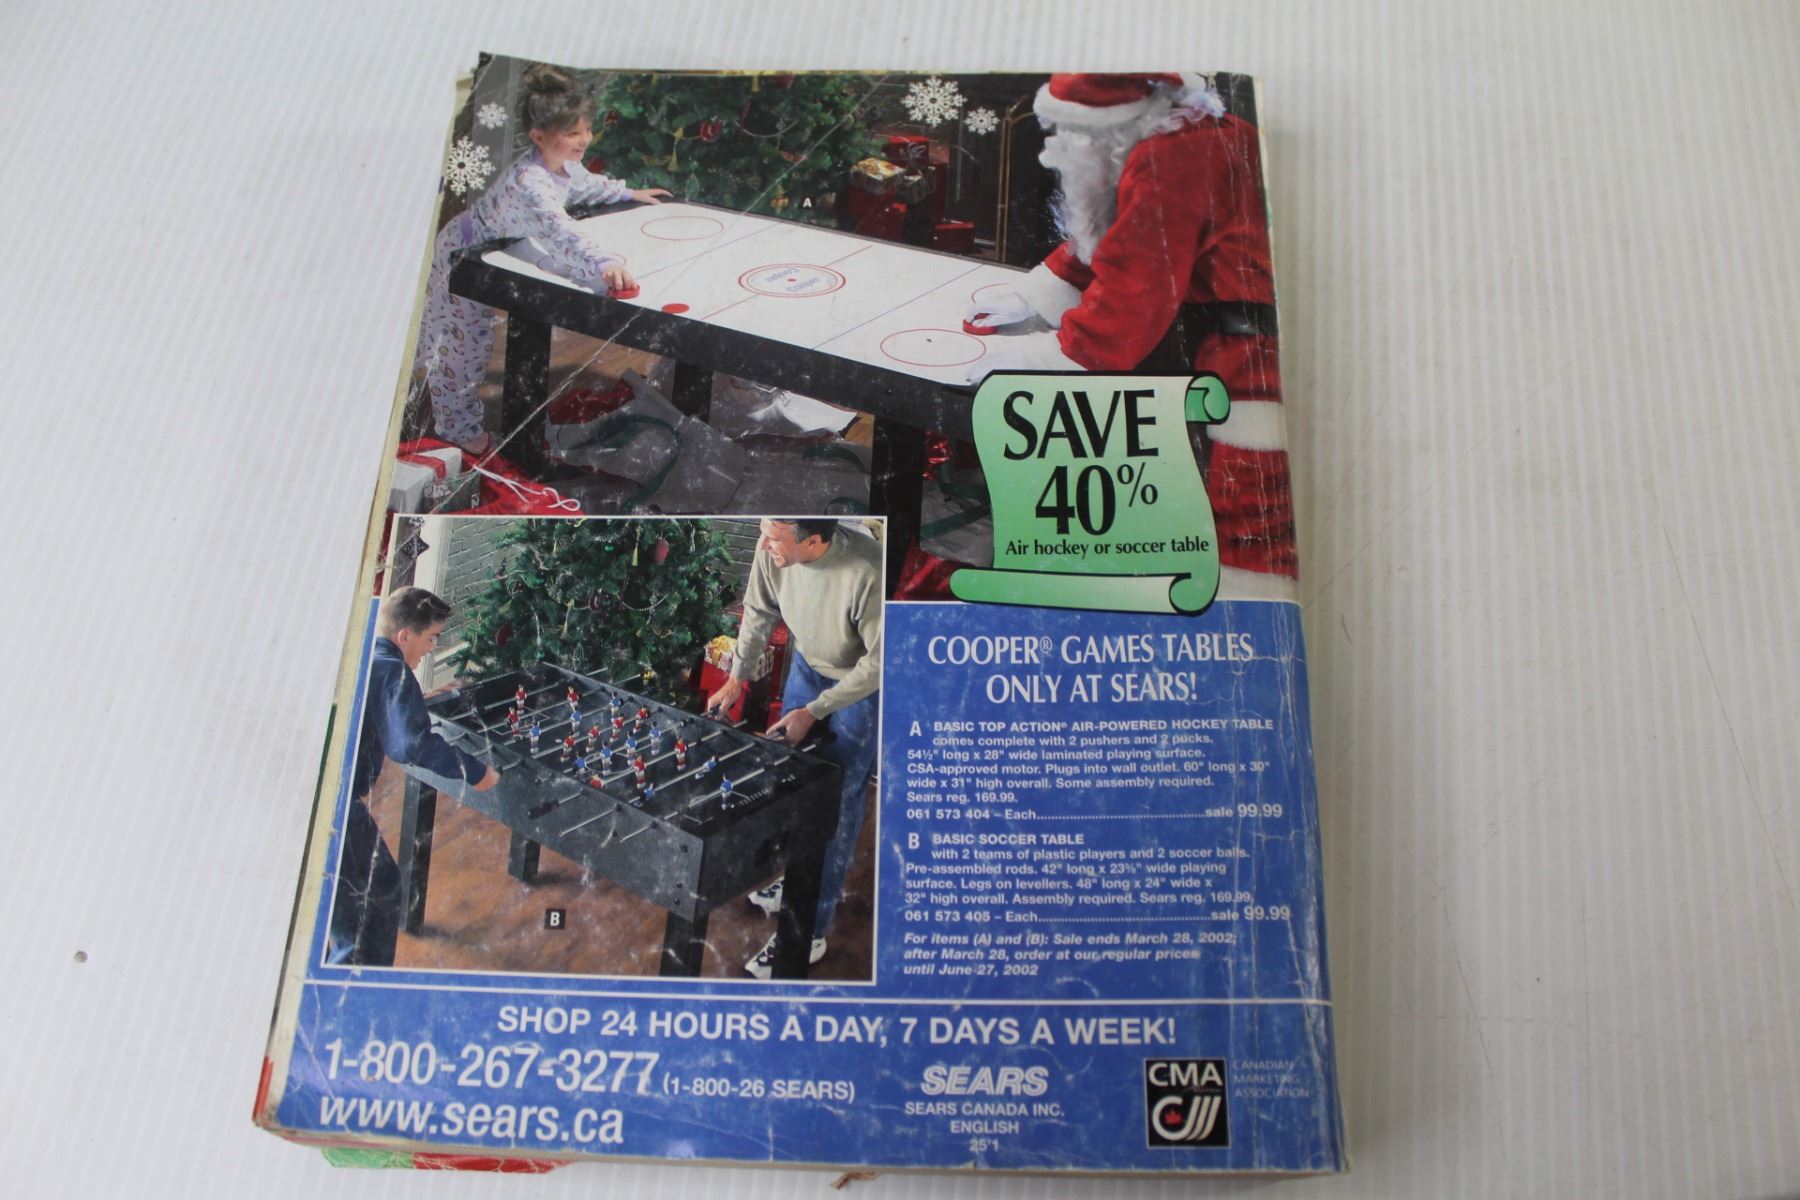 A
Cooper
Cooper
SAVE
40%
Air hockey or soccer table
B
COOPER® GAMES TABLES
ONLY AT SEARS!
A BASIC TOP ACTION® AIR-POWERED HOCKEY TABLE
comes complete with 2 pushers and 2 pucks.
54½" long x 28" wide laminated playing surface.
CSA-approved motor. Plugs into wall outlet. 60" long x 30"
wide x 31" high overall. Some assembly required.
Sears reg. 169.99.
061 573 404 – Each..............................................sale 99.99
B BASIC SOCCER TABLE
with 2 teams of plastic players and 2 soccer balls.
Pre-assembled rods. 42" long x 23⅜" wide playing
surface. Legs on levellers. 48" long x 24" wide x
32" high overall. Assembly required. Sears reg. 169.99.
061 573 405 – Each..............................................sale 99.99
For items (A) and (B): Sale ends March 28, 2002;
after March 28, order at our regular prices
until June 27, 2002
SHOP 24 HOURS A DAY, 7 DAYS A WEEK!
1-800-267-3277 (1-800-26 SEARS)
www.sears.ca
SEARS
SEARS CANADA INC.
ENGLISH
25'1
CMA
CANADIAN
MARKETING
ASSOCIATION